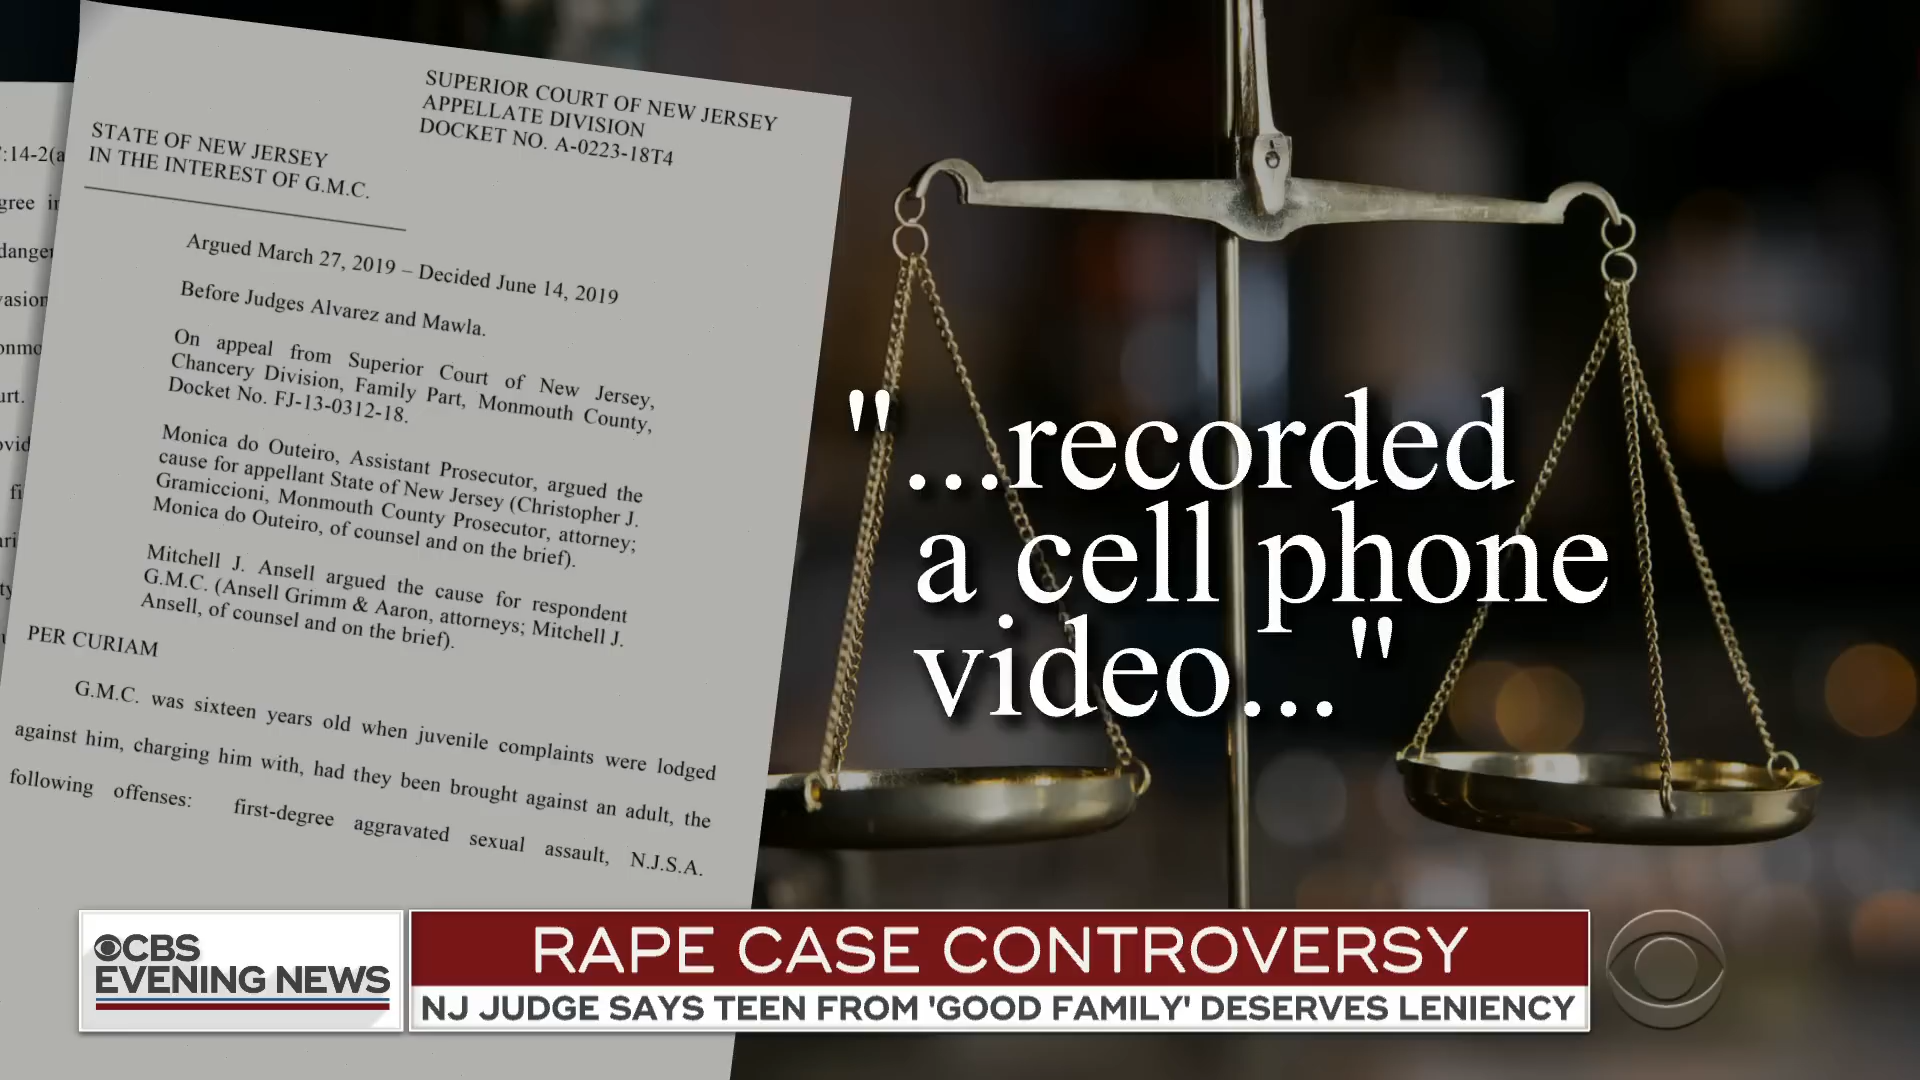 SUPERIOR COURT OF NEW JERSEY
APPELLATE DIVISION
DOCKET NO. A-0223-18T4
STATE OF NEW JERSEY
IN THE INTEREST OF G.M.C.
Argued March 27, 2019 – Decided June 14, 2019
Before Judges Alvarez and Mawla.
On appeal from Superior Court of New Jersey,
Chancery Division, Family Part, Monmouth County,
Docket No. FJ-13-0312-18.
Monica do Outeiro, Assistant Prosecutor, argued the
cause for appellant State of New Jersey (Christopher J.
Gramiccioni, Monmouth County Prosecutor, attorney;
Monica do Outeiro, of counsel and on the brief).
Mitchell J. Ansell argued the cause for respondent
G.M.C. (Ansell Grimm & Aaron, attorneys; Mitchell J.
Ansell, of counsel and on the brief).
PER CURIAM
G.M.C. was sixteen years old when juvenile complaints were lodged
against him, charging him with, had they been brought against an adult, the
following offenses: first-degree aggravated sexual assault, N.J.S.A.
"...recorded
a cell phone
video..."
CBS
EVENING NEWS
RAPE CASE CONTROVERSY
NJ JUDGE SAYS TEEN FROM 'GOOD FAMILY' DESERVES LENIENCY